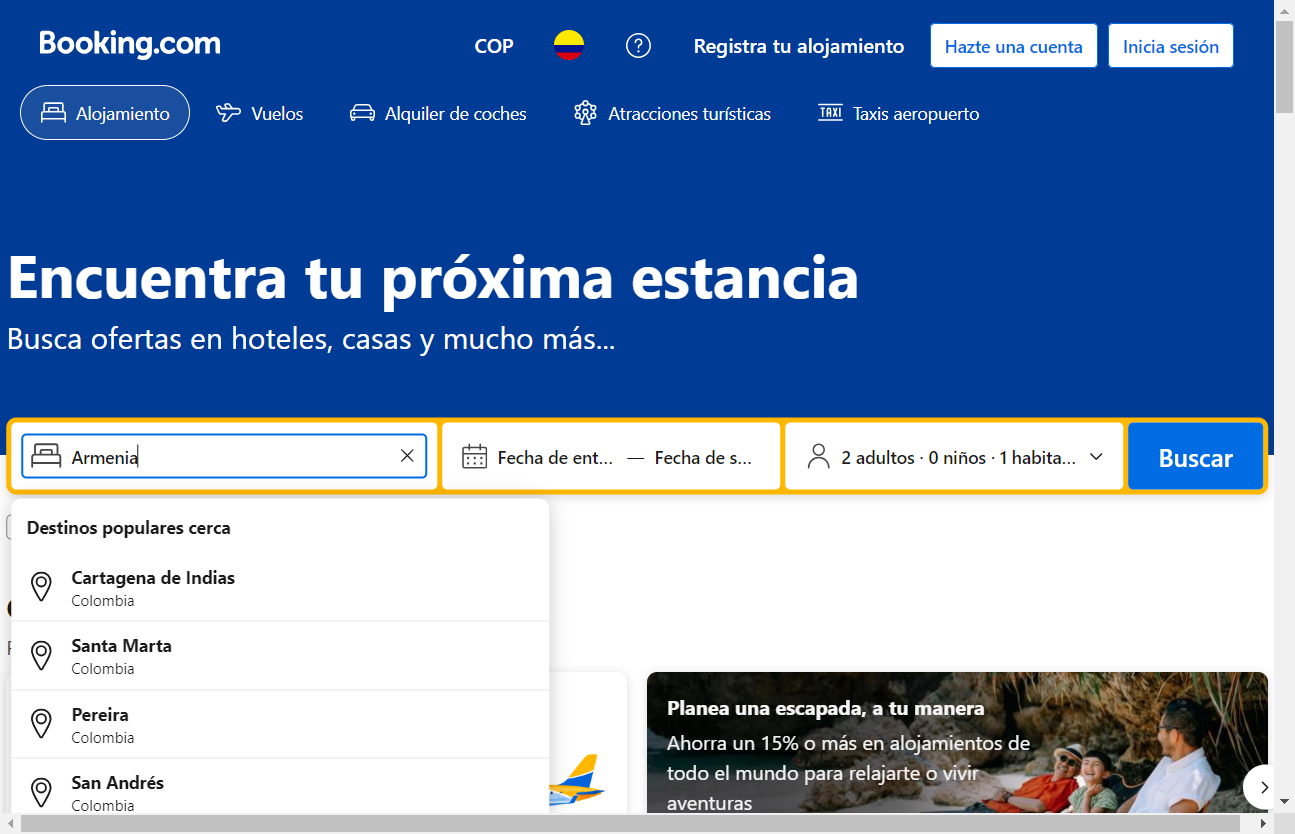 Booking.com
COP
Registra tu alojamiento
Hazte una cuenta
Inicia sesión
Alojamiento
Vuelos
Alquiler de coches
Atracciones turísticas
TAXI
Taxis aeropuerto
Encuentra tu próxima estancia
Busca ofertas en hoteles, casas y mucho más...
Armenia
Fecha de ent... — Fecha de s...
2 adultos · 0 niños · 1 habita...
Buscar
Destinos populares cerca
Cartagena de Indias
Colombia
Santa Marta
Colombia
Pereira
Colombia
San Andrés
Colombia
Planea una escapada, a tu manera
Ahorra un 15% o más en alojamientos de
todo el mundo para relajarte o vivir
aventuras